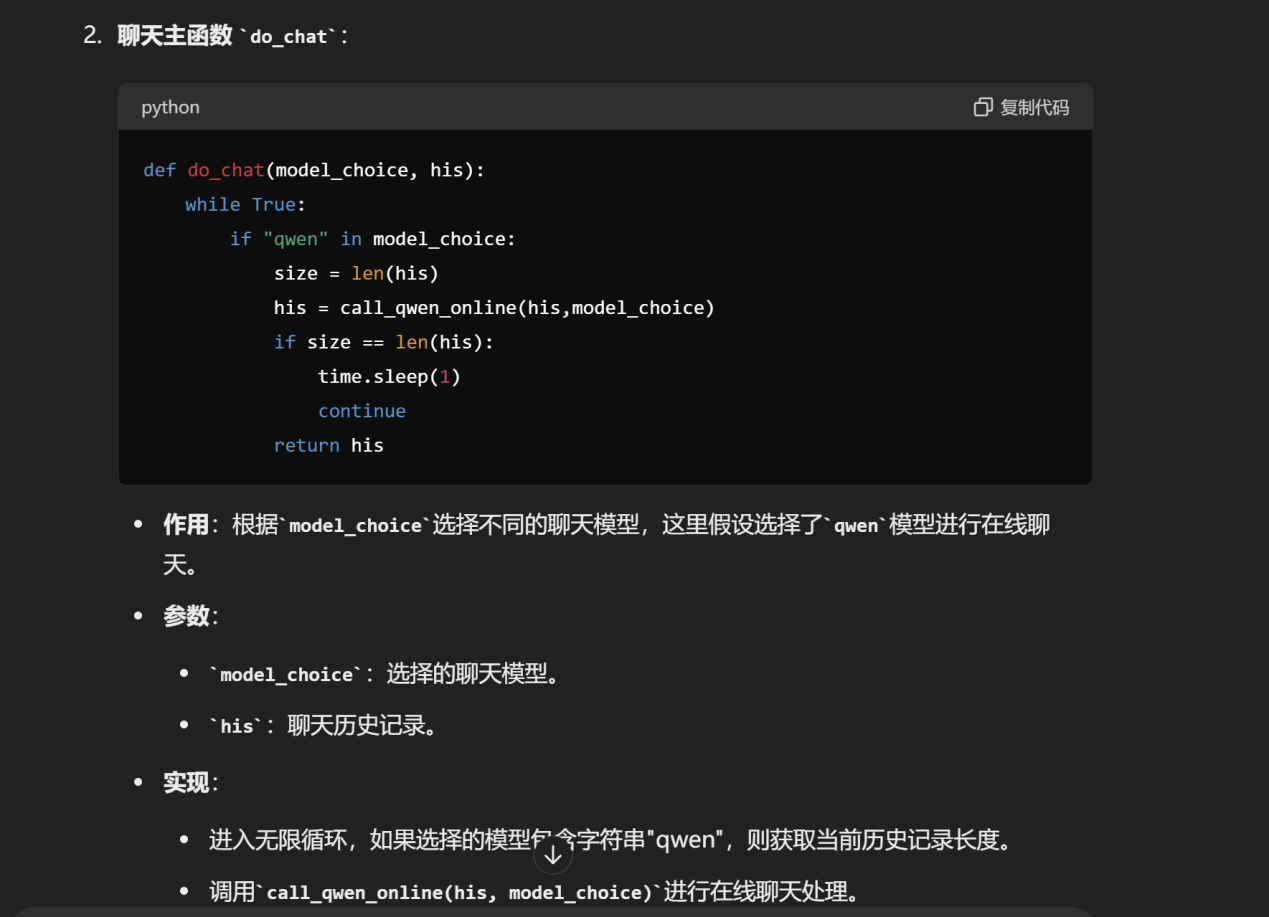 2. 聊天主函数 `do_chat`：
python
复制代码
def do_chat(model_choice, his):
    while True:
        if "qwen" in model_choice:
            size = len(his)
            his = call_qwen_online(his,model_choice)
            if size == len(his):
                time.sleep(1)
                continue
            return his
• 作用：根据`model_choice`选择不同的聊天模型，这里假设选择了`qwen`模型进行在线聊
天。
• 参数：
• `model_choice`：选择的聊天模型。
• `his`：聊天历史记录。
• 实现：
• 进入无限循环，如果选择的模型包含字符串"qwen"，则获取当前历史记录长度。
• 调用`call_qwen_online(his, model_choice)`进行在线聊天处理。